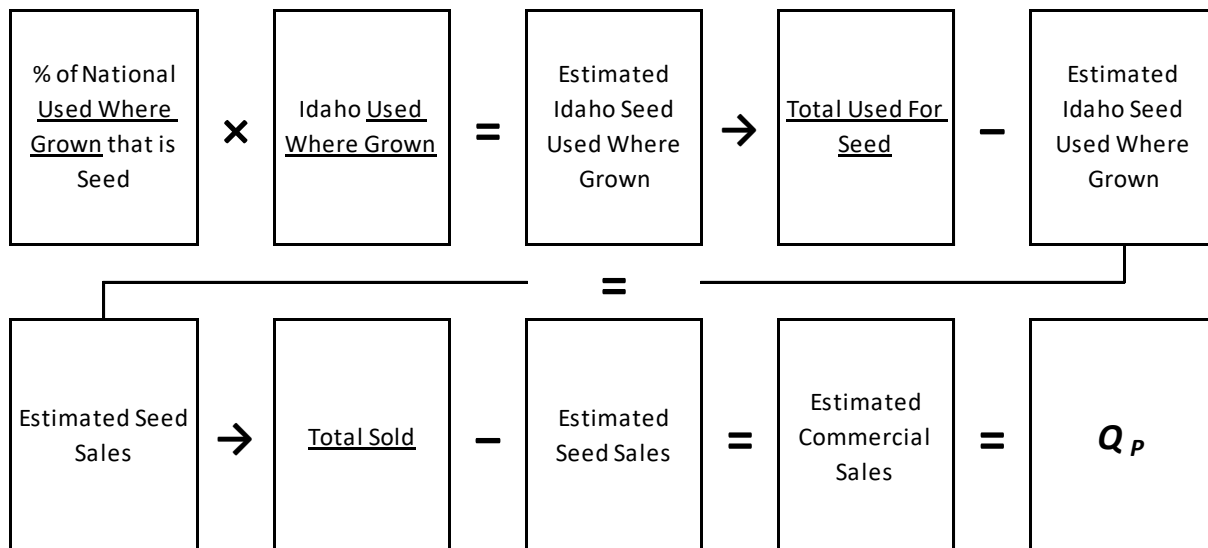 % of National
Used Where
Grown that is
Seed
×
Idaho Used
Where Grown
=
Estimated
Idaho Seed
Used Where
Grown
→
Total Used For
Seed
−
Estimated
Idaho Seed
Used Where
Grown
=
Estimated Seed
Sales
→
Total Sold
−
Estimated
Seed Sales
=
Estimated
Commercial
Sales
=
Q P